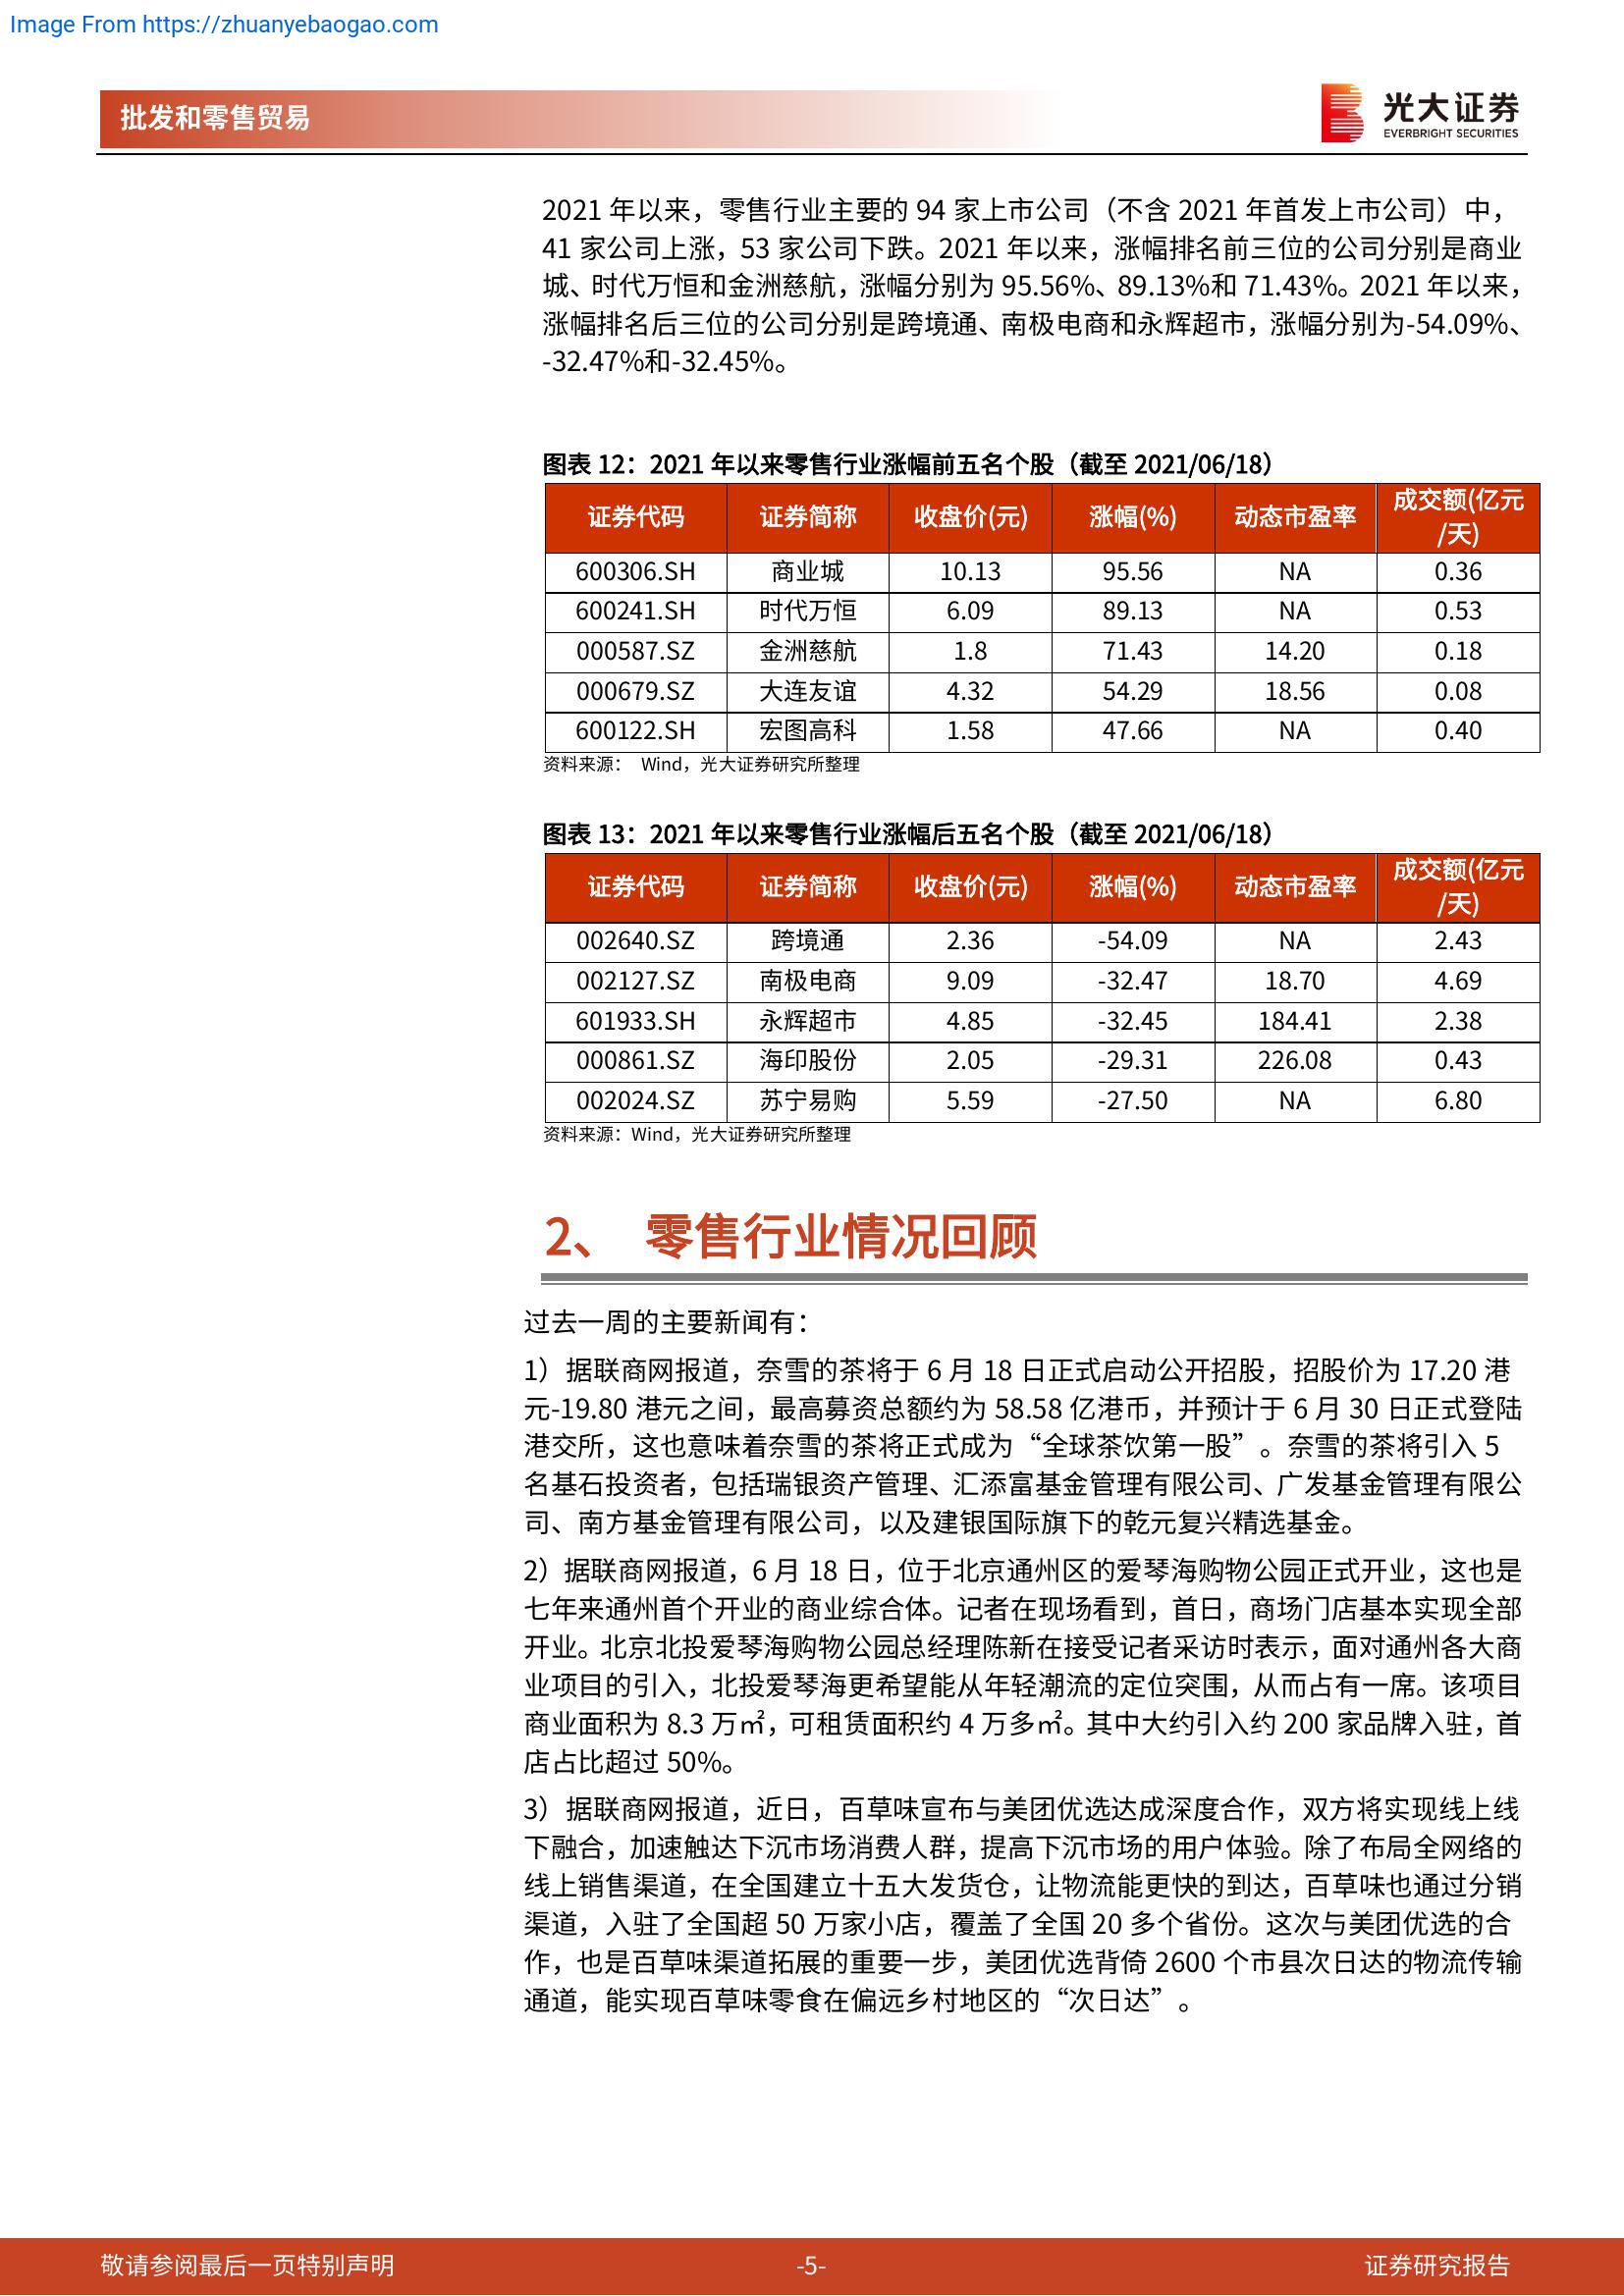 Image From https://zhuanyebaogao.com
批发和零售贸易
光大证券
EVERBRIGHT SECURITIES
2021 年以来，零售行业主要的 94 家上市公司（不含 2021 年首发上市公司）中，
41 家公司上涨，53 家公司下跌。2021 年以来，涨幅排名前三位的公司分别是商业
城、时代万恒和金洲慈航，涨幅分别为 95.56%、89.13%和 71.43%。2021 年以来，
涨幅排名后三位的公司分别是跨境通、南极电商和永辉超市，涨幅分别为-54.09%、
-32.47%和-32.45%。
图表 12：2021 年以来零售行业涨幅前五名个股（截至 2021/06/18）
证券代码 证券简称 收盘价(元) 涨幅(%) 动态市盈率 成交额(亿元
/天)
600306.SH 商业城 10.13 95.56 NA 0.36
600241.SH 时代万恒 6.09 89.13 NA 0.53
000587.SZ 金洲慈航 1.8 71.43 14.20 0.18
000679.SZ 大连友谊 4.32 54.29 18.56 0.08
600122.SH 宏图高科 1.58 47.66 NA 0.40
资料来源： Wind，光大证券研究所整理
图表 13：2021 年以来零售行业涨幅后五名个股（截至 2021/06/18）
证券代码 证券简称 收盘价(元) 涨幅(%) 动态市盈率 成交额(亿元
/天)
002640.SZ 跨境通 2.36 -54.09 NA 2.43
002127.SZ 南极电商 9.09 -32.47 18.70 4.69
601933.SH 永辉超市 4.85 -32.45 184.41 2.38
000861.SZ 海印股份 2.05 -29.31 226.08 0.43
002024.SZ 苏宁易购 5.59 -27.50 NA 6.80
资料来源：Wind，光大证券研究所整理
2、 零售行业情况回顾
过去一周的主要新闻有：
1）据联商网报道，奈雪的茶将于 6 月 18 日正式启动公开招股，招股价为 17.20 港
元-19.80 港元之间，最高募资总额约为 58.58 亿港币，并预计于 6 月 30 日正式登陆
港交所，这也意味着奈雪的茶将正式成为“全球茶饮第一股”。奈雪的茶将引入 5
名基石投资者，包括瑞银资产管理、汇添富基金管理有限公司、广发基金管理有限公
司、南方基金管理有限公司，以及建银国际旗下的乾元复兴精选基金。
2）据联商网报道，6 月 18 日，位于北京通州区的爱琴海购物公园正式开业，这也是
七年来通州首个开业的商业综合体。记者在现场看到，首日，商场门店基本实现全部
开业。北京北投爱琴海购物公园总经理陈新在接受记者采访时表示，面对通州各大商
业项目的引入，北投爱琴海更希望能从年轻潮流的定位突围，从而占有一席。该项目
商业面积为 8.3 万㎡，可租赁面积约 4 万多㎡。其中大约引入约 200 家品牌入驻，首
店占比超过 50%。
3）据联商网报道，近日，百草味宣布与美团优选达成深度合作，双方将实现线上线
下融合，加速触达下沉市场消费人群，提高下沉市场的用户体验。除了布局全网络的
线上销售渠道，在全国建立十五大发货仓，让物流能更快的到达，百草味也通过分销
渠道，入驻了全国超 50 万家小店，覆盖了全国 20 多个省份。这次与美团优选的合
作，也是百草味渠道拓展的重要一步，美团优选背倚 2600 个市县次日达的物流传输
通道，能实现百草味零食在偏远乡村地区的“次日达”。
敬请参阅最后一页特别声明
-5-
证券研究报告